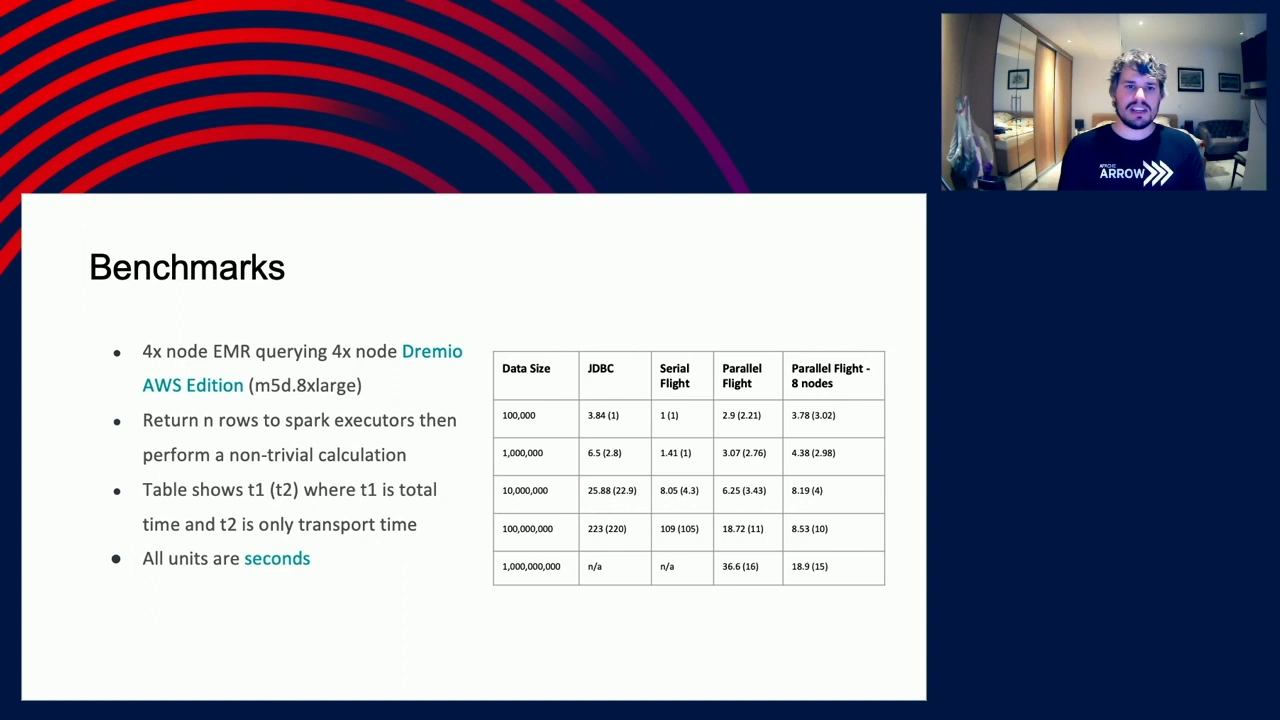 APACHE
ARROW
Benchmarks
• 4x node EMR querying 4x node Dremio
AWS Edition (m5d.8xlarge)
• Return n rows to spark executors then
perform a non-trivial calculation
• Table shows t1 (t2) where t1 is total
time and t2 is only transport time
• All units are seconds
Data Size JDBC Serial Flight Parallel Flight Parallel Flight - 8 nodes
100,000 3.84 (1) 1 (1) 2.9 (2.21) 3.78 (3.02)
1,000,000 6.5 (2.8) 1.41 (1) 3.07 (2.76) 4.38 (2.98)
10,000,000 25.88 (22.9) 8.05 (4.3) 6.25 (3.43) 8.19 (4)
100,000,000 223 (220) 109 (105) 18.72 (11) 8.53 (10)
1,000,000,000 n/a n/a 36.6 (16) 18.9 (15)